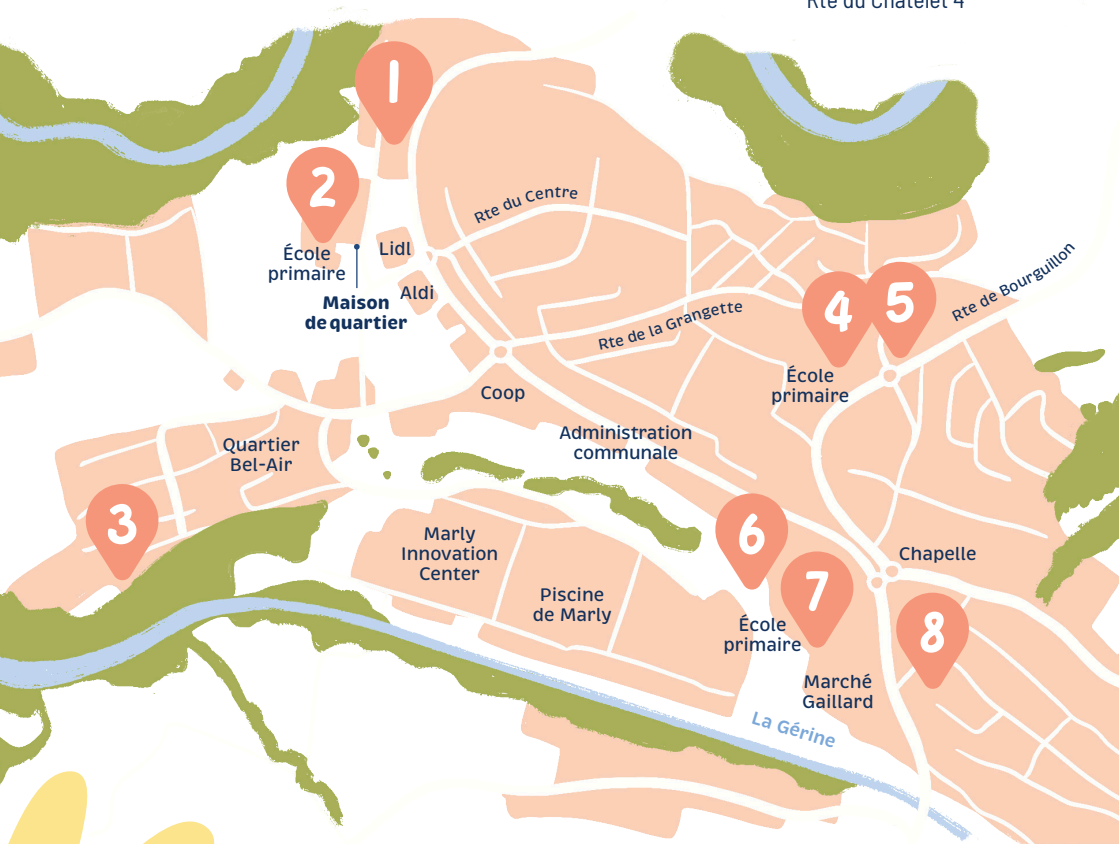 Rte du Châtelet 4
1
2
Rte du Centre
École
primaire
Lidl
Maison
de quartier
Aldi
Rte de Bourguillon
4
5
Rte de la Grangette
École
primaire
Coop
Administration
communale
Quartier
Bel-Air
3
Marly
Innovation
Center
6
Chapelle
7
Piscine
de Marly
École
primaire
8
Marché
Gaillard
La Gérine